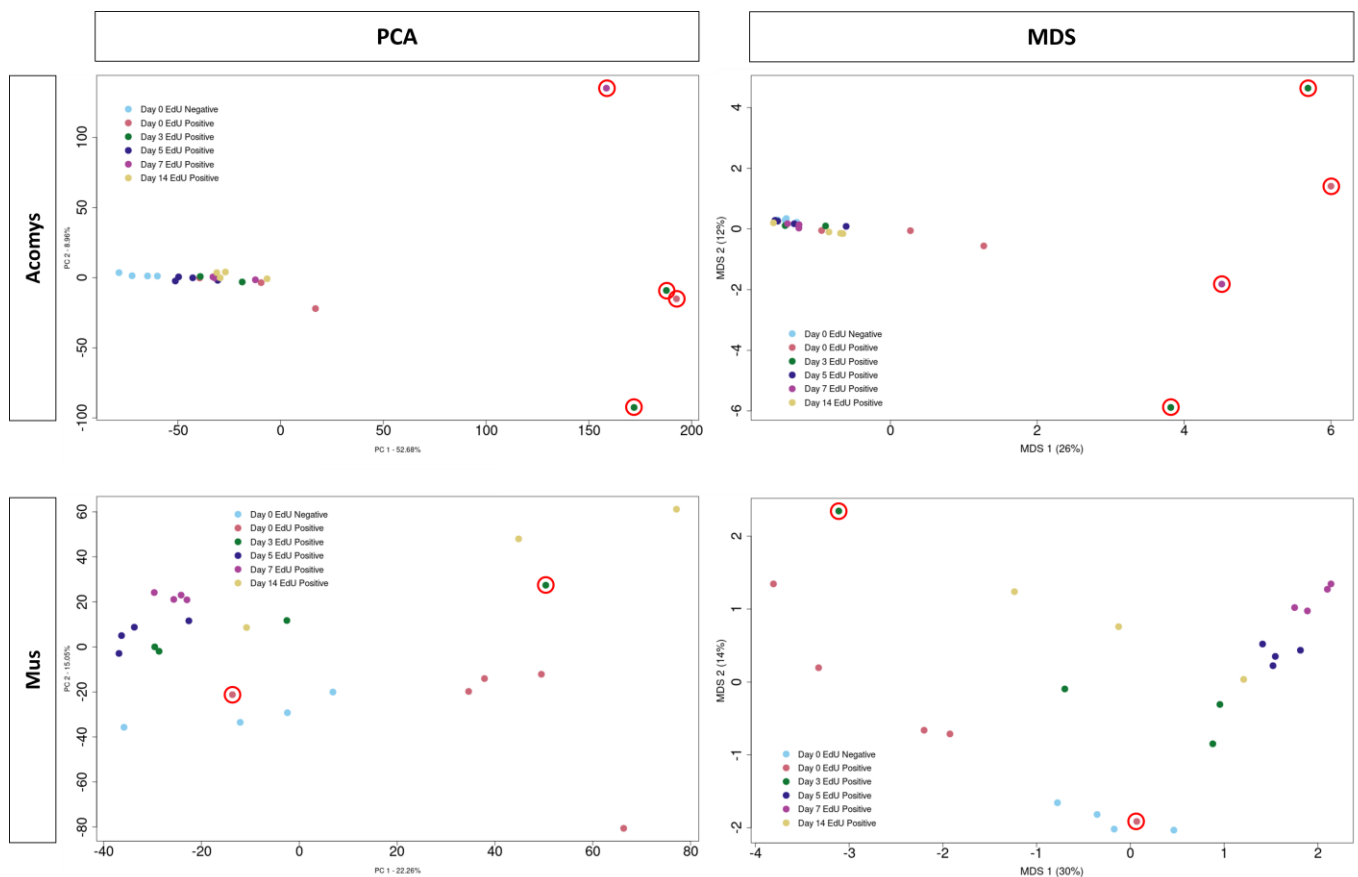 PCA
MDS
Acomys
Day 0 EdU Negative
Day 0 EdU Positive
Day 3 EdU Positive
Day 5 EdU Positive
Day 7 EdU Positive
Day 14 EdU Positive
100
50
0
-50
-100
PC 2 - 8.96%
-50
0
50
100
150
200
PC 1 - 52.68%
4
2
0
-2
-4
-6
MDS 2 (12%)
Day 0 EdU Negative
Day 0 EdU Positive
Day 3 EdU Positive
Day 5 EdU Positive
Day 7 EdU Positive
Day 14 EdU Positive
0
2
4
6
MDS 1 (26%)
Mus
Day 0 EdU Negative
Day 0 EdU Positive
Day 3 EdU Positive
Day 5 EdU Positive
Day 7 EdU Positive
Day 14 EdU Positive
60
40
20
0
-20
-40
-60
-80
PC 2 - 15.05%
-40
-20
0
20
40
60
80
PC 1 - 22.26%
2
1
0
-1
-2
MDS 2 (14%)
Day 0 EdU Negative
Day 0 EdU Positive
Day 3 EdU Positive
Day 5 EdU Positive
Day 7 EdU Positive
Day 14 EdU Positive
-4
-3
-2
-1
0
1
2
MDS 1 (30%)